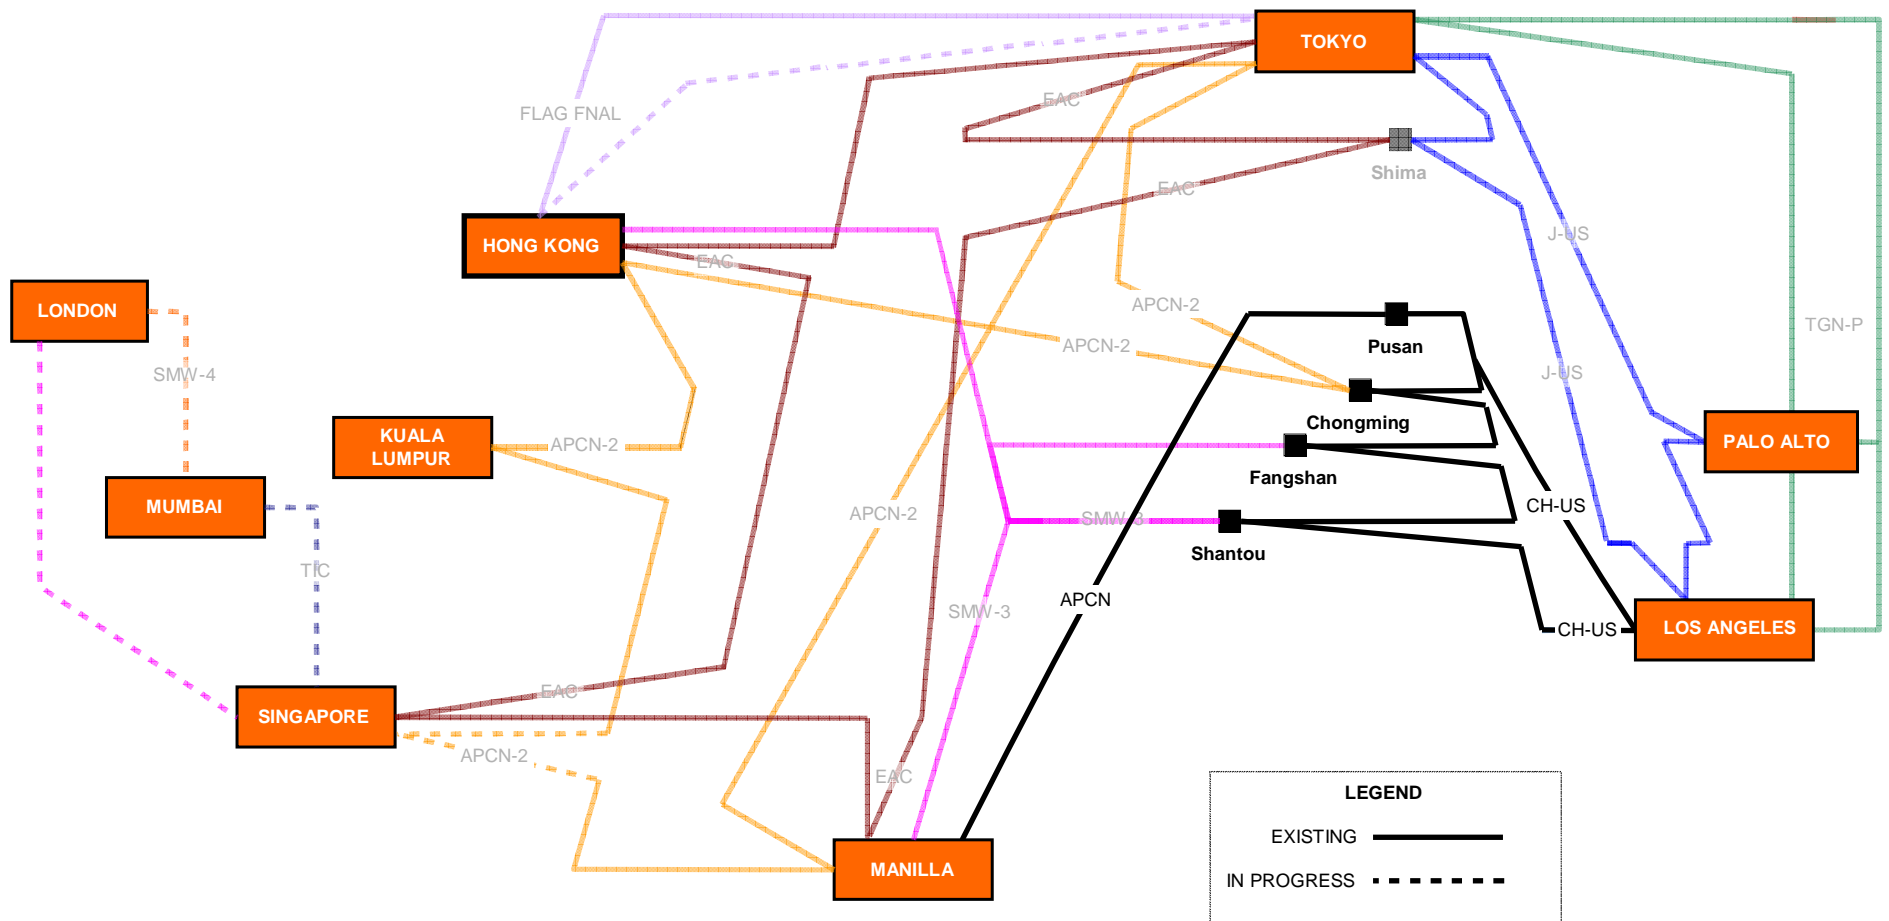 TOKYO
FLAG FNAL
EAC
Shima
EAC
HONG KONG
EAC
J-US
LONDON
APCN-2
TGN-P
APCN-2
Pusan
SMW-4
J-US
Chongming
KUALA
LUMPUR
APCN-2
PALO ALTO
Fangshan
MUMBAI
APCN-2
SMW-3
CH-US
Shantou
TIC
APCN
SMW-3
LOS ANGELES
CH-US
EAC
SINGAPORE
APCN-2
EAC
MANILLA
LEGEND
EXISTING
IN PROGRESS